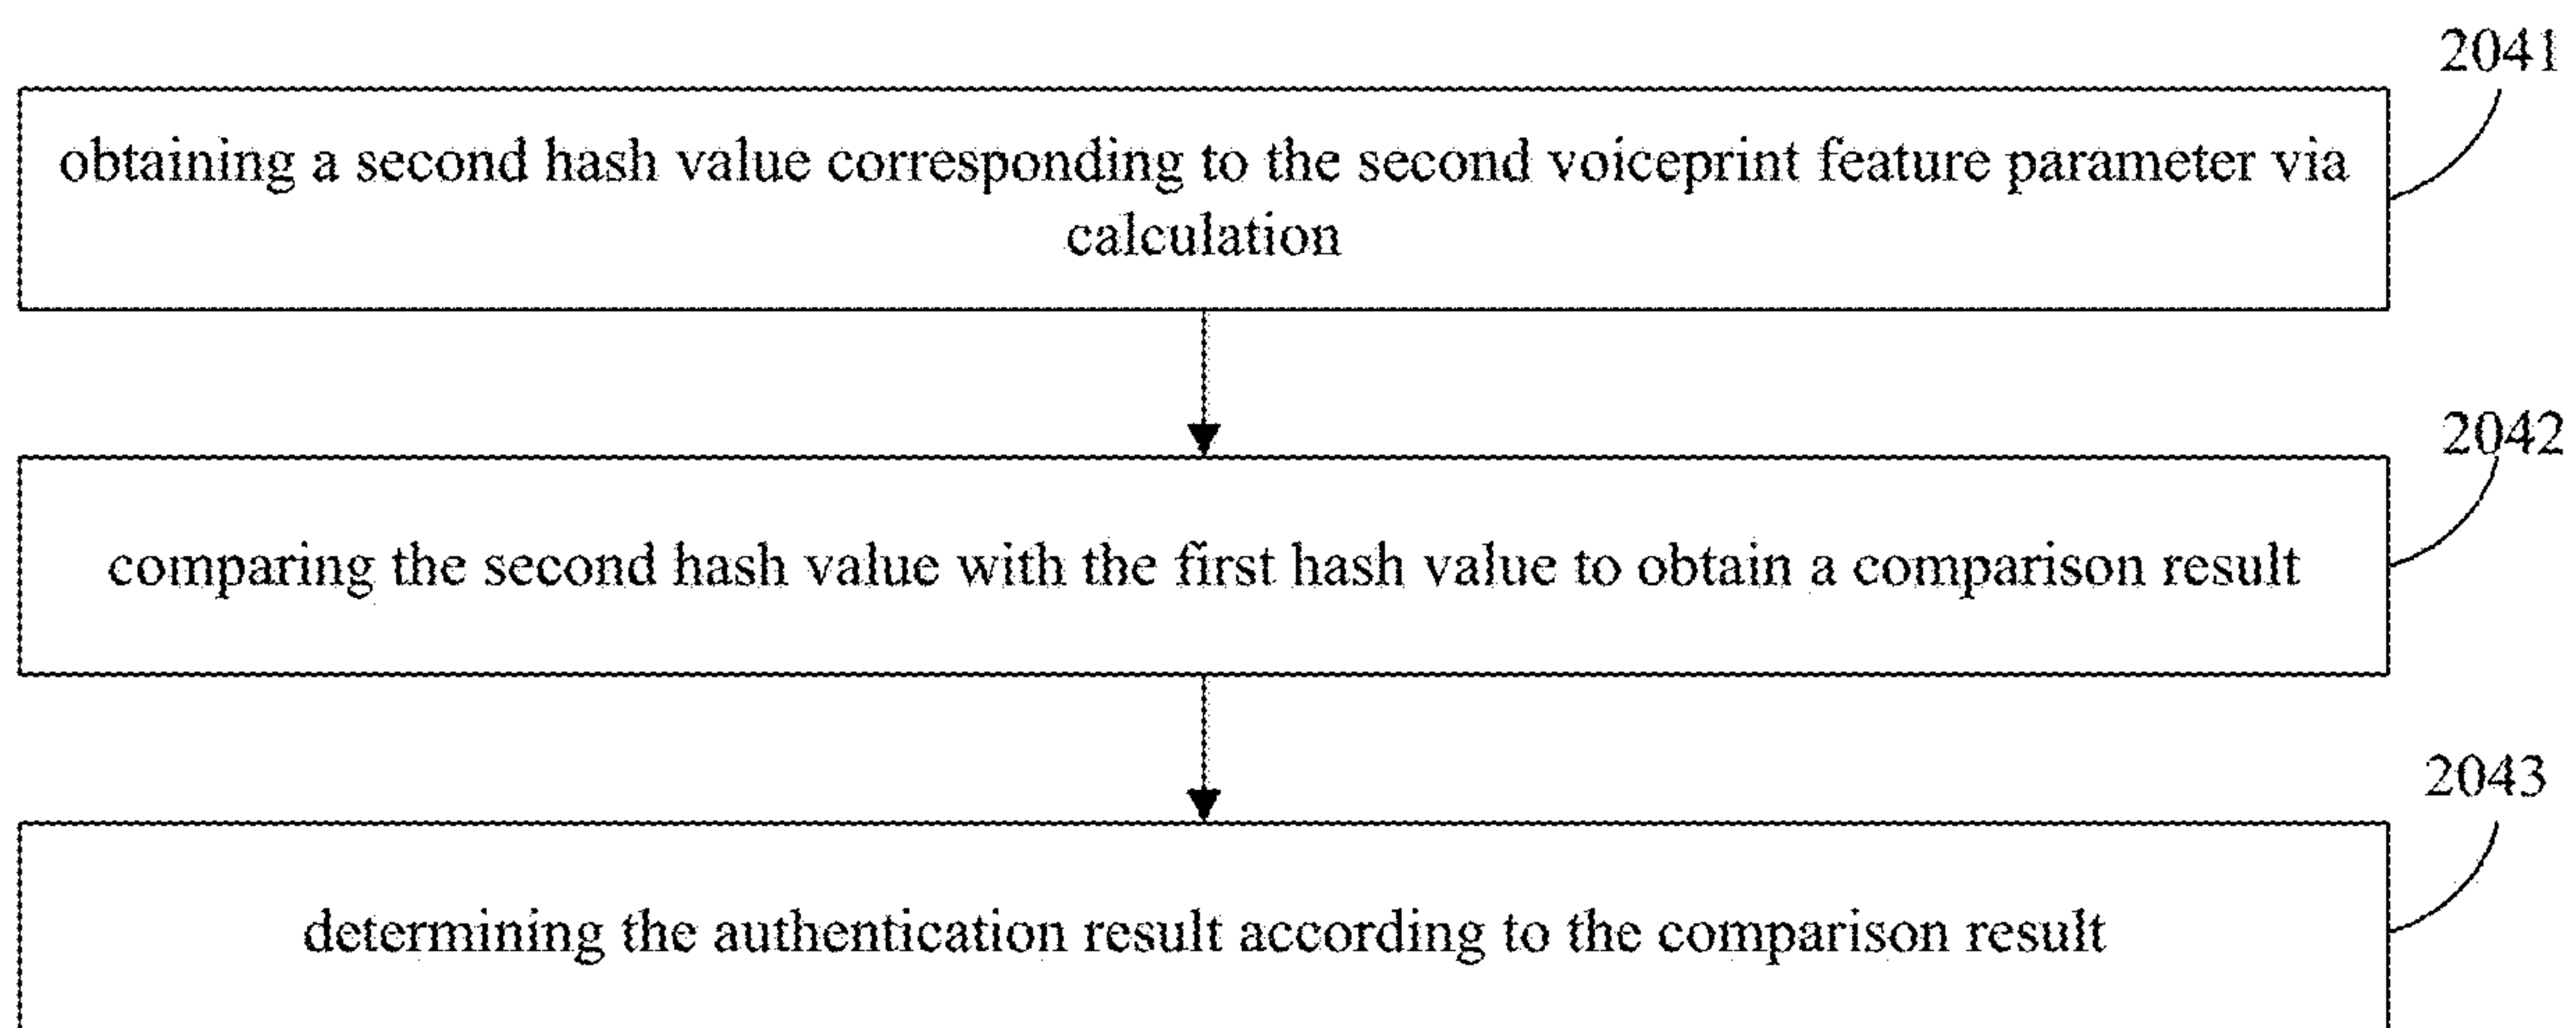 2041
obtaining a second hash value corresponding to the second voiceprint feature parameter via
calculation
2042
comparing the second hash value with the first hash value to obtain a comparison result
2043
determining the authentication result according to the comparison result